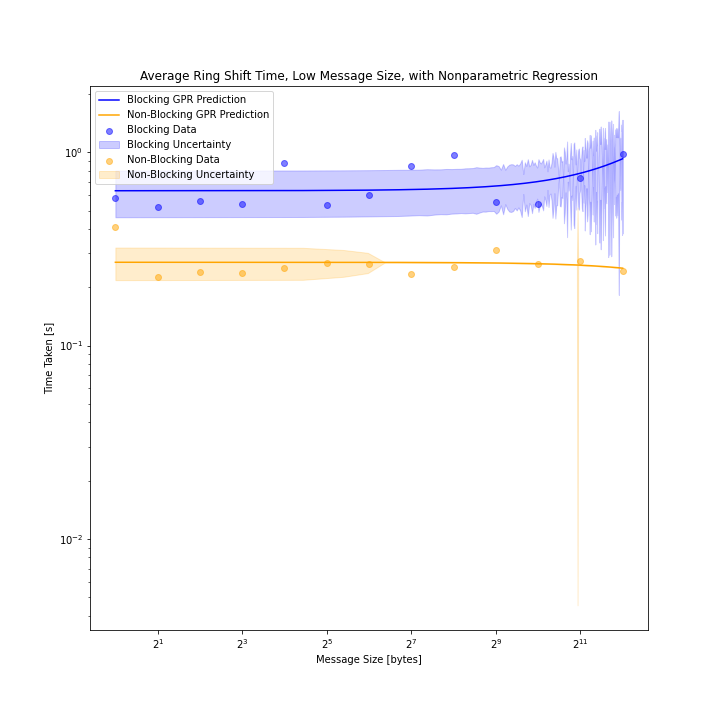 Average Ring Shift Time, Low Message Size, with Nonparametric Regression
Blocking GPR Prediction
Non-Blocking GPR Prediction
Blocking Data
Blocking Uncertainty
Non-Blocking Data
Non-Blocking Uncertainty
Time Taken [s]
10⁰
10⁻¹
10⁻²
2¹ 2³ 2⁵ 2⁷ 2⁹ 2¹¹
Message Size [bytes]